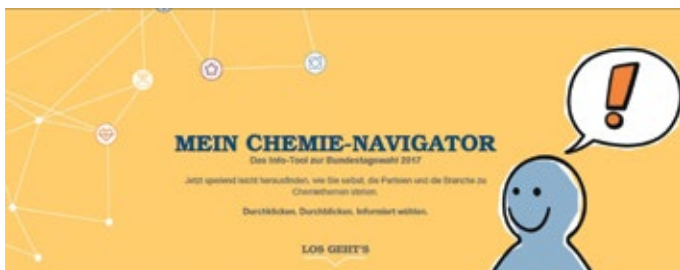 MEIN CHEMIE-NAVIGATOR
Das Info-Tool zur Bundestagswahl 2017
Jetzt spielend leicht herausfinden, wie Sie selbst, die Parteien und die Branche zu
Chemiethemen stehen.
Durchklicken. Durchblicken. Informiert wählen.
LOS GEHT'S